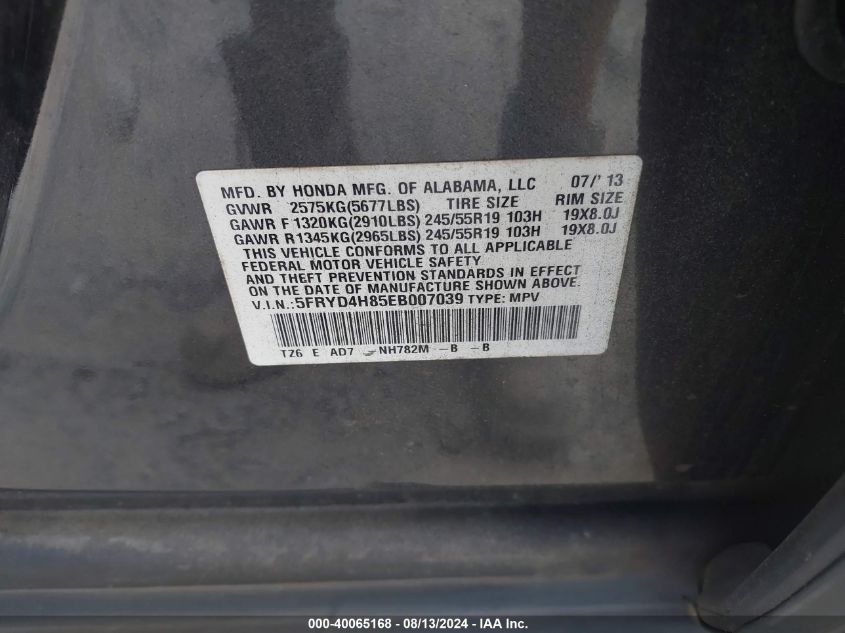 MFD. BY HONDA MFG. OF ALABAMA, LLC 07/'13
GVWR 2575KG(5677LBS) TIRE SIZE RIM SIZE
GAWR F 1320KG(2910LBS) 245/55R19 103H 19X8.0J
GAWR R 1345KG(2965LBS) 245/55R19 103H 19X8.0J
THIS VEHICLE CONFORMS TO ALL APPLICABLE
FEDERAL MOTOR VEHICLE SAFETY
AND THEFT PREVENTION STANDARDS IN EFFECT
ON THE DATE OF MANUFACTURE SHOWN ABOVE.
V.I.N.:5FRYD4H85EB007039 TYPE: MPV
TZ6 E AD7 -NH782M -B -B
000-40065168 - 08/13/2024 - IAA Inc.